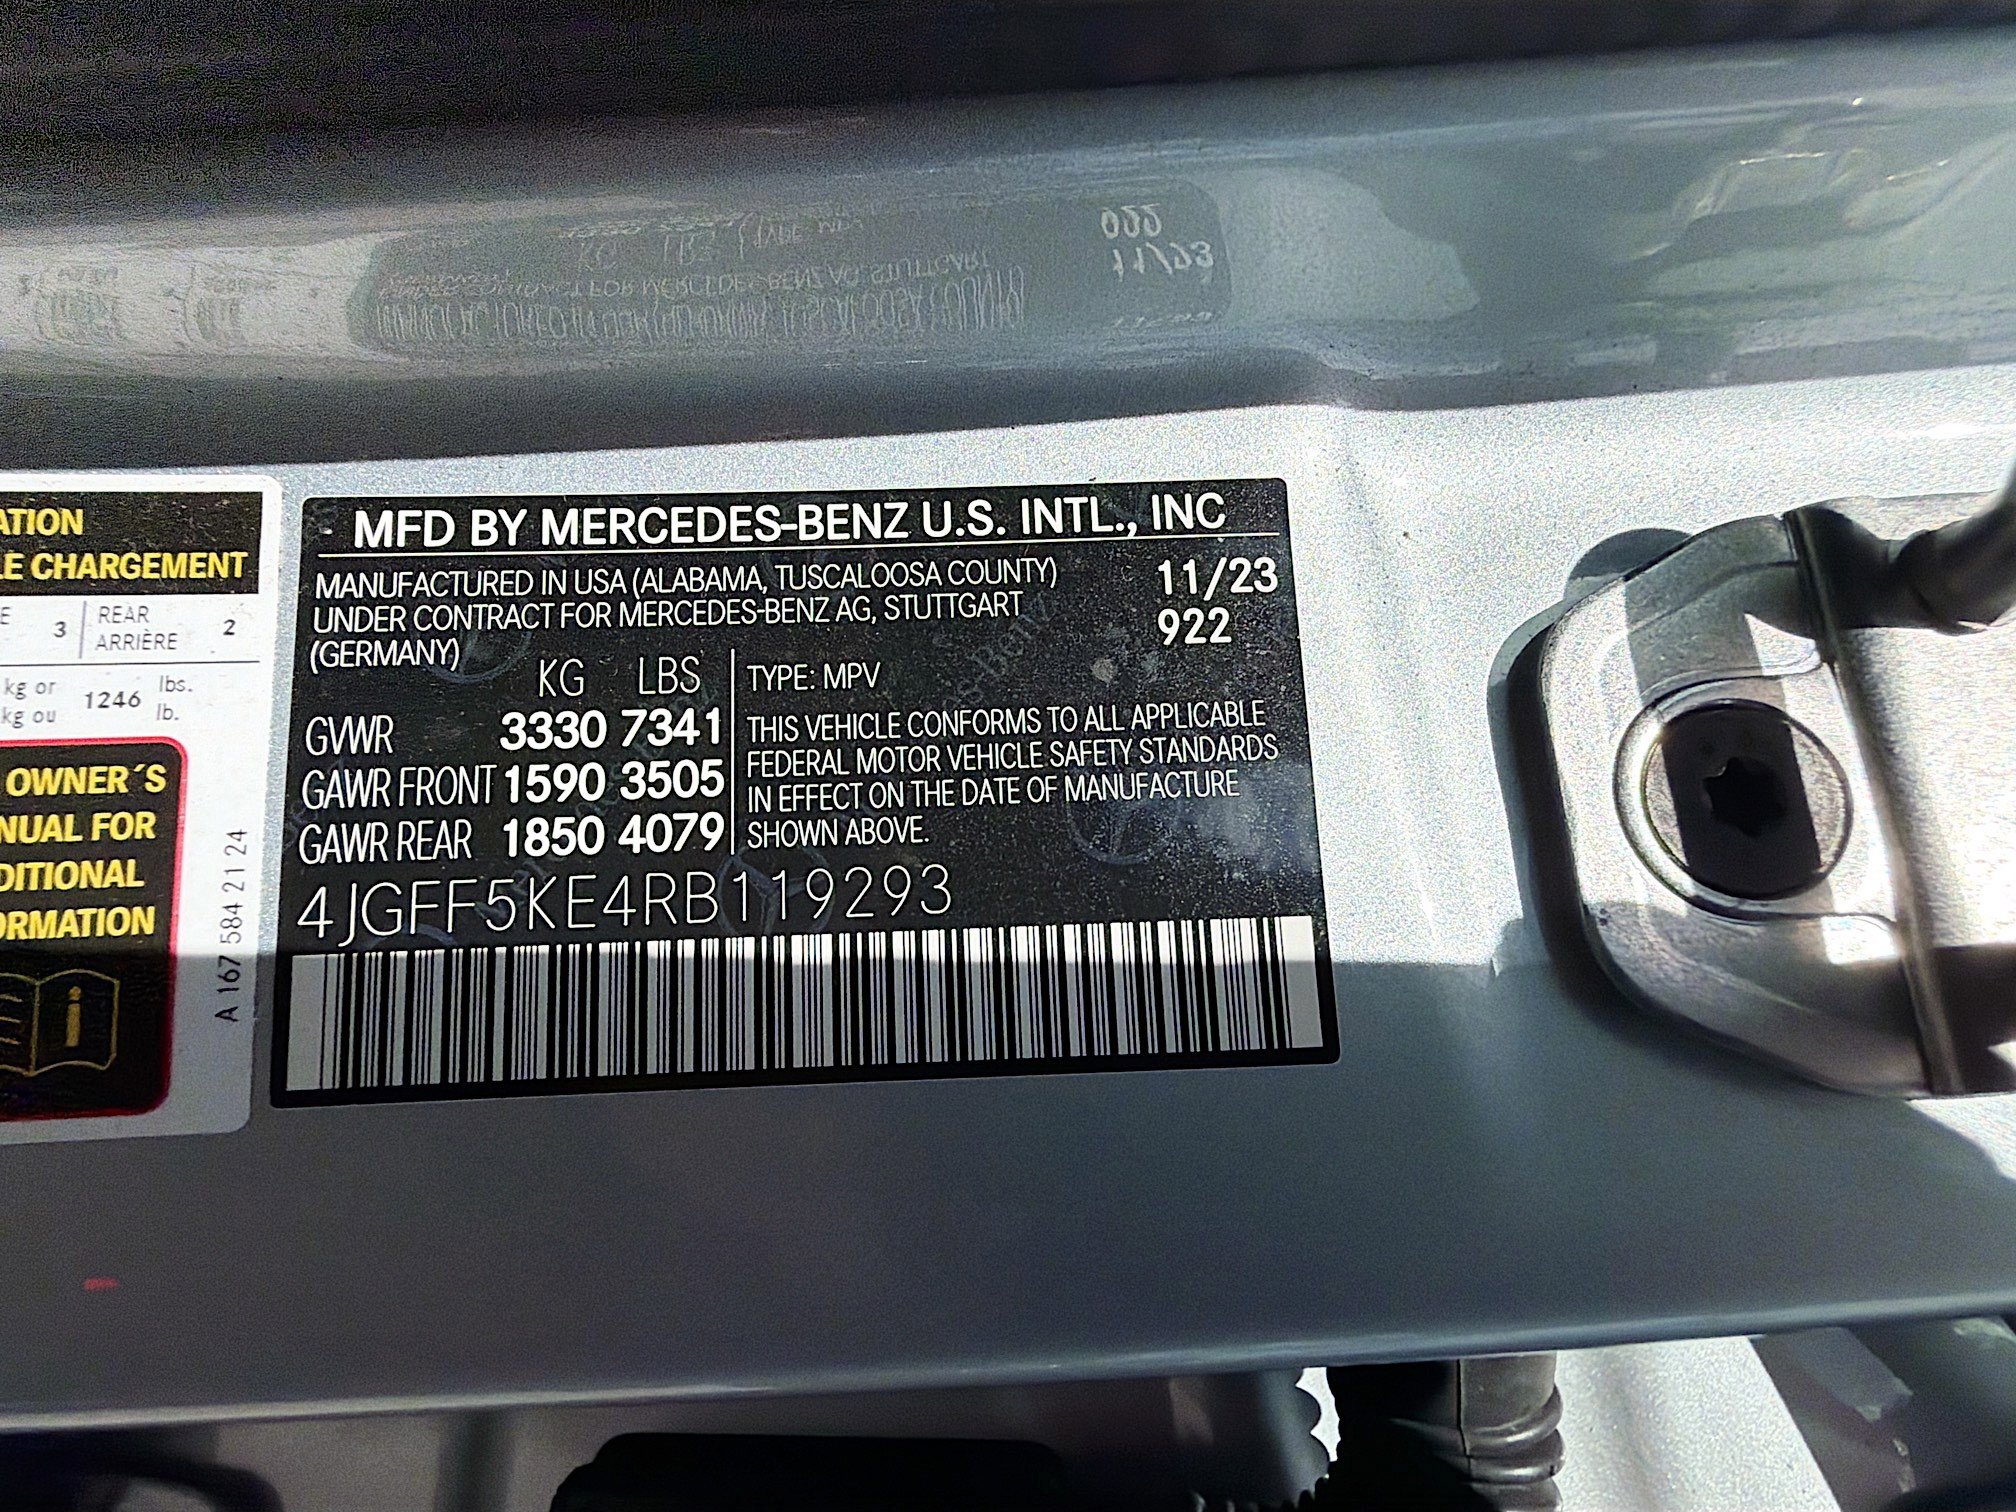 ATION
LE CHARGEMENT
E 3 REAR 2
ARRIÈRE
kg or 1246 lbs.
kg ou lb.
OWNER´S
NUAL FOR
DITIONAL
ORMATION
i
A 167 584 21 24
MFD BY MERCEDES-BENZ U.S. INTL., INC
MANUFACTURED IN USA (ALABAMA, TUSCALOOSA COUNTY) 11/23
UNDER CONTRACT FOR MERCEDES-BENZ AG, STUTTGART 922
(GERMANY)
KG LBS
GVWR 3330 7341
GAWR FRONT 1590 3505
GAWR REAR 1850 4079
TYPE: MPV
THIS VEHICLE CONFORMS TO ALL APPLICABLE
FEDERAL MOTOR VEHICLE SAFETY STANDARDS
IN EFFECT ON THE DATE OF MANUFACTURE
SHOWN ABOVE.
4JGFF5KE4RB119293